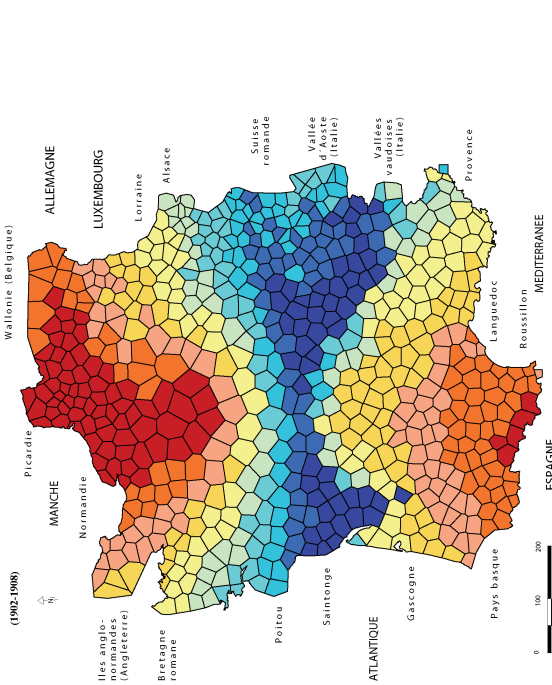 (1902-1908)
N
Wallonie (Belgique)
ALLEMAGNE
LUXEMBOURG
Lorraine
Alsace
Suisse
romande
Vallée
d'Aoste
(Italie)
Vallées
vaudoises
(Italie)
Provence
MEDITERRANEE
Languedoc
Roussillon
ESPAGNE
Picardie
MANCHE
Normandie
Iles anglo-
normandes
(Angleterre)
Bretagne
romane
Poitou
Saintonge
ATLANTIQUE
Gascogne
Pays basque
0 100 200